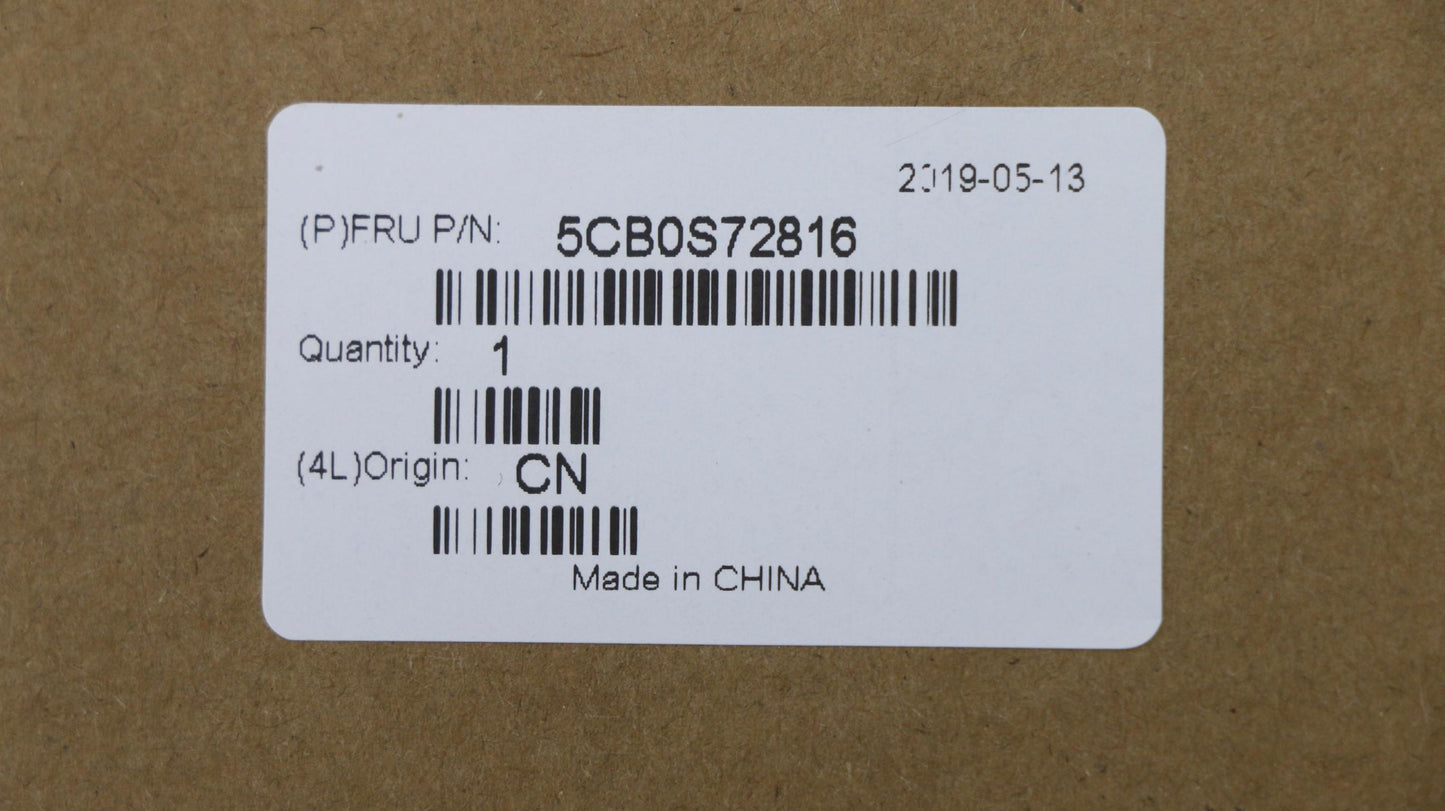 2019-05-13
(P)FRU P/N: 5CB0S72816
Quantity: 1
(4L)Origin: CN
Made in CHINA